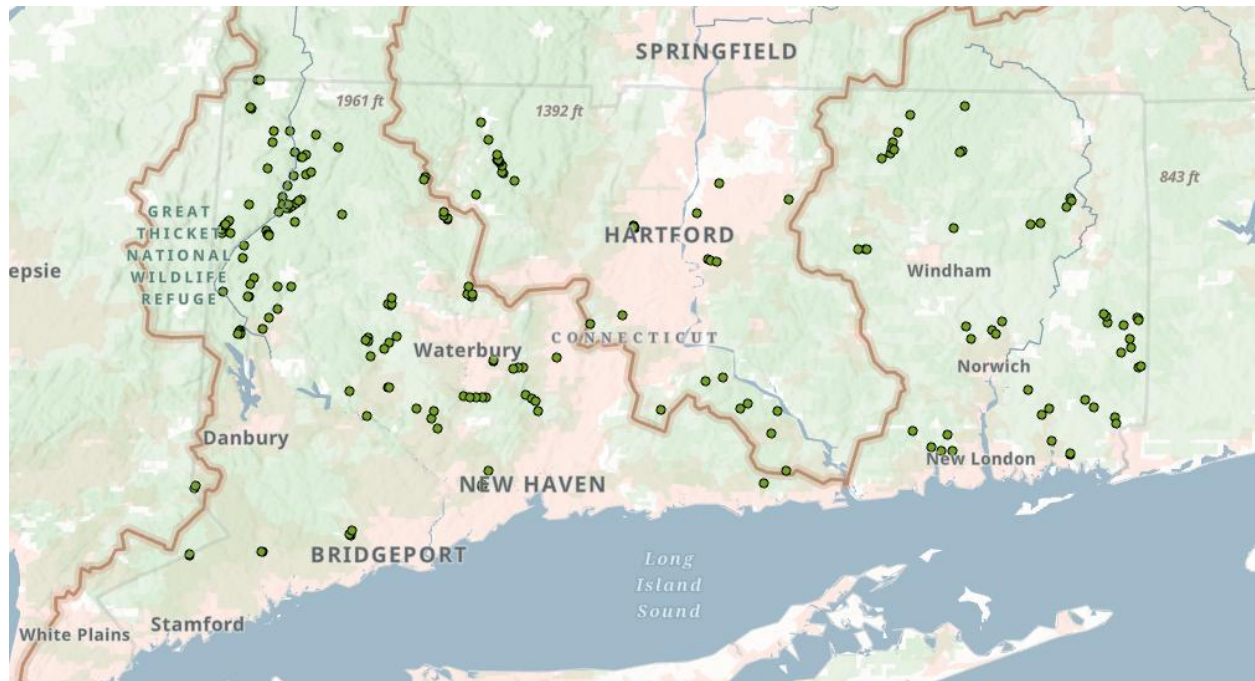 SPRINGFIELD
1961 ft
1392 ft
843 ft
GREAT
THICKET
NATIONAL
WILDLIFE
REFUGE
HARTFORD
epsie
Windham
CONNECTICUT
Waterbury
Norwich
Danbury
New London
NEW HAVEN
BRIDGEPORT
Long
Island
Sound
Stamford
White Plains